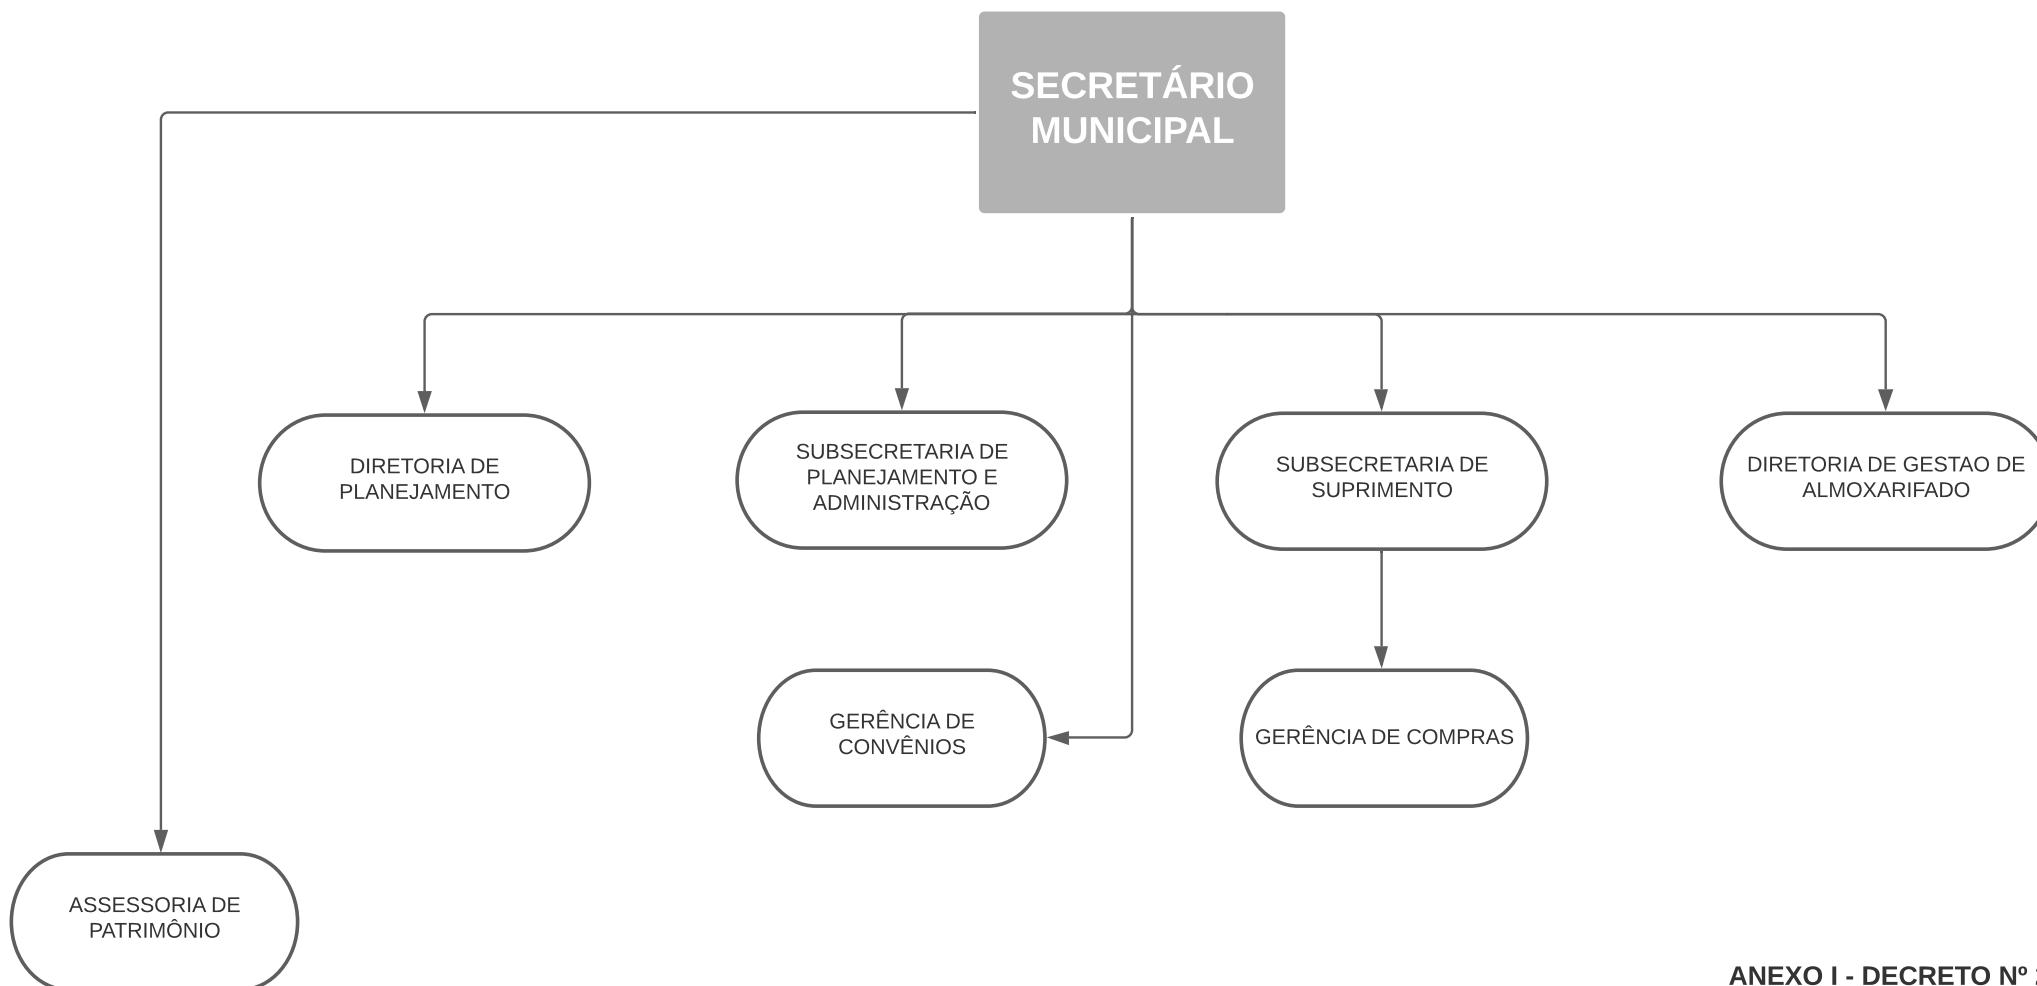 SECRETÁRIO
MUNICIPAL
DIRETORIA DE
PLANEJAMENTO
SUBSECRETARIA DE
PLANEJAMENTO E
ADMINISTRAÇÃO
SUBSECRETARIA DE
SUPRIMENTO
DIRETORIA DE GESTAO DE
ALMOXARIFADO
GERÊNCIA DE
CONVÊNIOS
GERÊNCIA DE COMPRAS
ASSESSORIA DE
PATRIMÔNIO
ANEXO I - DECRETO Nº